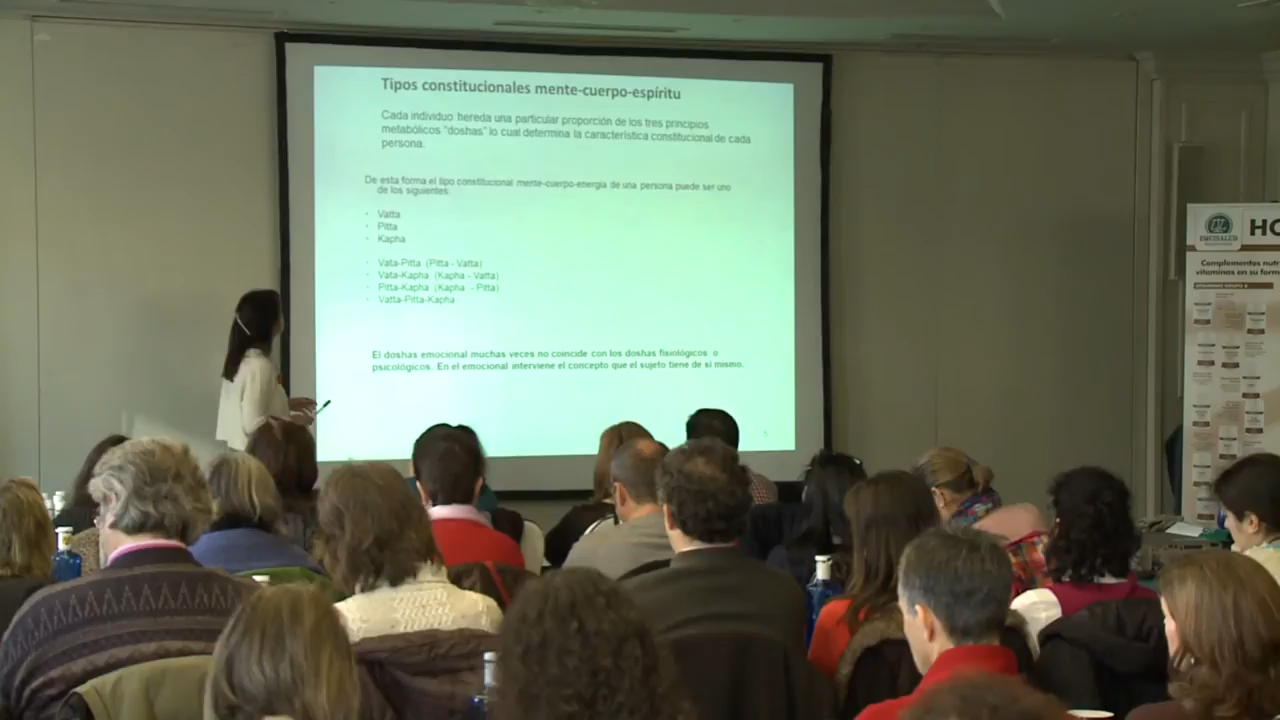 Tipos constitucionales mente-cuerpo-espíritu
Cada individuo hereda una particular proporción de los tres principios
metabólicos "doshas" lo cual determina la característica constitucional de cada
persona.
De esta forma el tipo constitucional mente-cuerpo-energía de una persona puede ser uno
de los siguientes:
· Vatta
· Pitta
· Kapha
· Vata-Pitta (Pitta - Vatta)
· Vata-Kapha (Kapha - Vatta)
· Pitta-Kapha (Kapha - Pitta)
· Vatta-Pitta-Kapha
El doshas emocional muchas veces no coincide con los doshas fisiológicos o
psicológicos. En el emocional interviene el concepto que el sujeto tiene de si mismo.
EQUISALUD
HO
Complementos nutr
vitaminas en su form